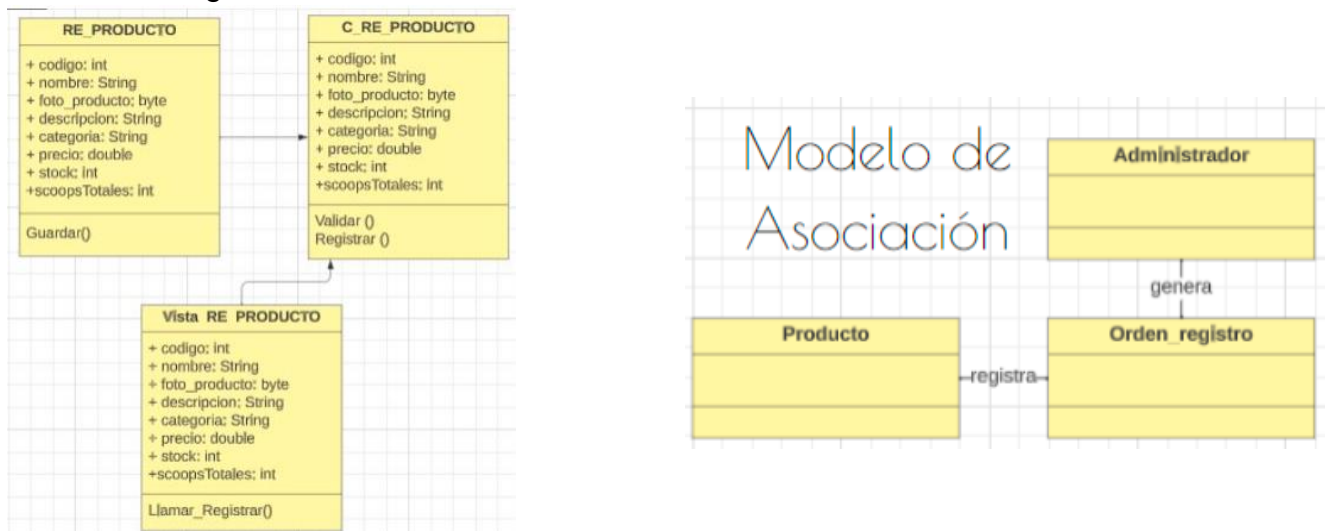 RE_PRODUCTO
+ codigo: int
+ nombre: String
+ foto_producto: byte
+ descripcion: String
+ categoria: String
+ precio: double
+ stock: int
+scoopsTotales: int
Guardar()
C_RE_PRODUCTO
+ codigo: int
+ nombre: String
+ foto_producto: byte
+ descripcion: String
+ categoria: String
+ precio: double
+ stock: int
+scoopsTotales: int
Validar ()
Registrar ()
Vista RE PRODUCTO
+ codigo: int
+ nombre: String
+ foto_producto: byte
+ descripcion: String
+ categoria: String
+ precio: double
+ stock: int
+scoopsTotales: int
Llamar_Registrar()
Modelo de
Asociación
Administrador
genera
Producto
registra
Orden_registro